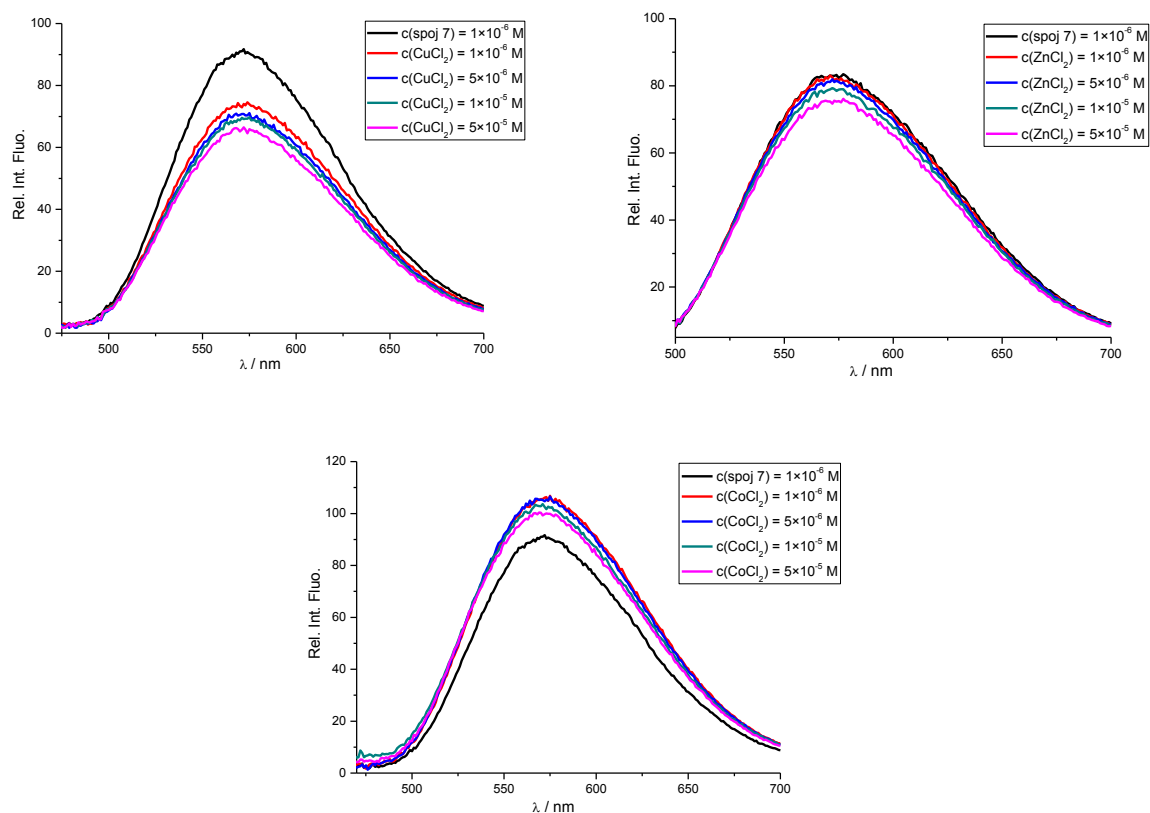 100
80
60
40
20
0
Rel. Int. Fluo.
500
550
600
650
700
λ / nm
c(spoj 7) = 1×10⁻⁶ M
c(CuCl₂) = 1×10⁻⁶ M
c(CuCl₂) = 5×10⁻⁶ M
c(CuCl₂) = 1×10⁻⁵ M
c(CuCl₂) = 5×10⁻⁵ M
100
80
60
40
20
Rel. Int. Fluo.
500
550
600
650
700
λ / nm
c(spoj 7) = 1×10⁻⁶ M
c(ZnCl₂) = 1×10⁻⁶ M
c(ZnCl₂) = 5×10⁻⁶ M
c(ZnCl₂) = 1×10⁻⁵ M
c(ZnCl₂) = 5×10⁻⁵ M
120
100
80
60
40
20
0
Rel. Int. Fluo.
500
550
600
650
700
λ / nm
c(spoj 7) = 1×10⁻⁶ M
c(CoCl₂) = 1×10⁻⁶ M
c(CoCl₂) = 5×10⁻⁶ M
c(CoCl₂) = 1×10⁻⁵ M
c(CoCl₂) = 5×10⁻⁵ M